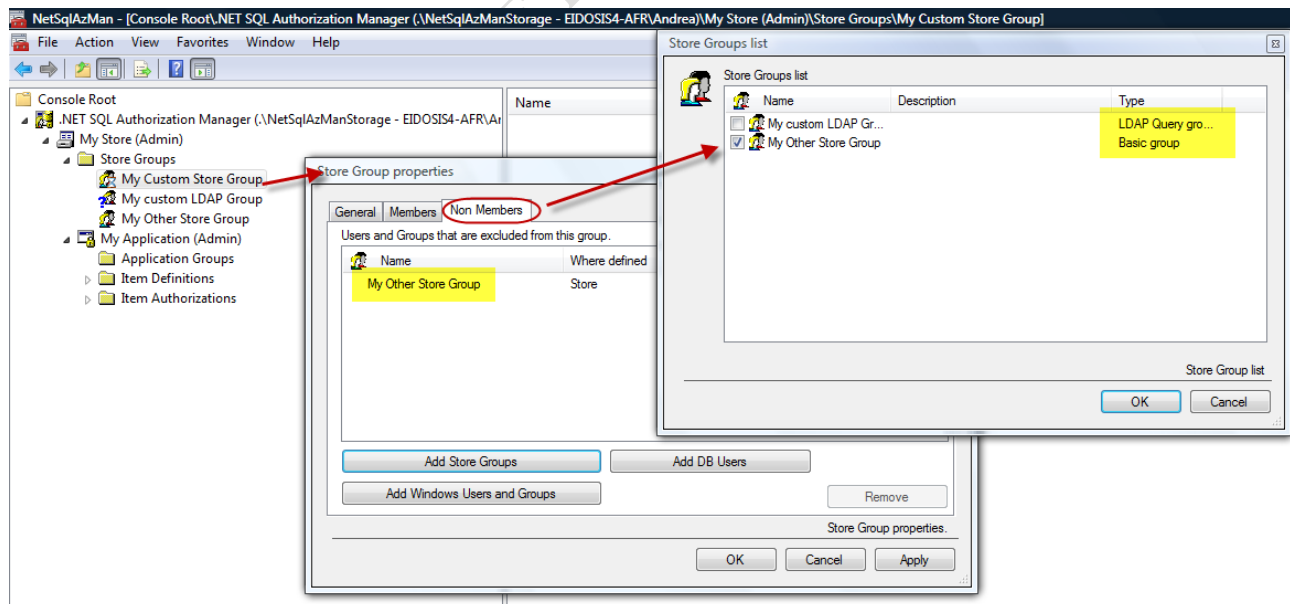 NetSqlAzMan - [Console Root\.NET SQL Authorization Manager (.\NetSqlAzManStorage - EIDOSIS4-AFR\Andrea)\My Store (Admin)\Store Groups\My Custom Store Group]
File Action View Favorites Window Help
Console Root
.NET SQL Authorization Manager (.\NetSqlAzManStorage - EIDOSIS4-AFR\Ar
My Store (Admin)
Store Groups
My Custom Store Group
My custom LDAP Group
My Other Store Group
My Application (Admin)
Application Groups
Item Definitions
Item Authorizations
Name
Store Group properties
General Members Non Members
Users and Groups that are excluded from this group.
Name Where defined
My Other Store Group Store
Add Store Groups Add DB Users
Add Windows Users and Groups Remove
Store Group properties.
OK Cancel Apply
Store Groups list
Store Groups list
Name Description Type
My custom LDAP Gr... LDAP Query gro...
My Other Store Group Basic group
Store Group list
OK Cancel